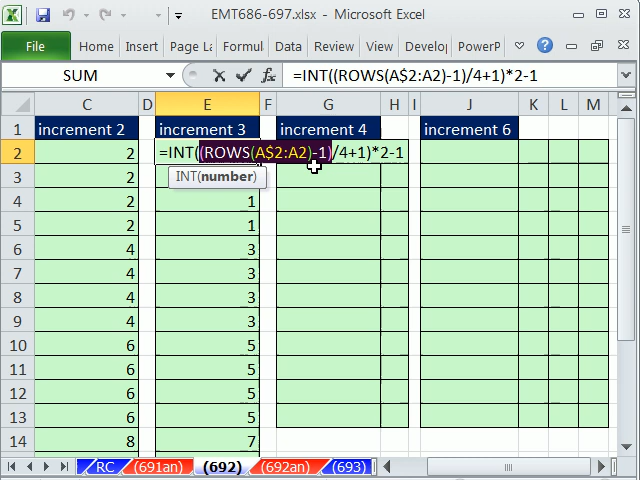 EMT686-697.xlsx - Microsoft Excel
File Home Insert Page L Formul Data Review View Develo PowerP
SUM =INT((ROWS(A$2:A2)-1)/4+1)*2-1
C D E F G H I J K L M
1 increment 2 increment 3 increment 4 increment 6
2 2 =INT((ROWS(A$2:A2)-1)/4+1)*2-1
INT(number)
3 2
4 2 1
5 2 1
6 4 3
7 4 3
8 4 3
9 4 3
10 6 5
11 6 5
12 6 5
13 6 5
14 8 7
RC (691an) (692) (692an) (693)